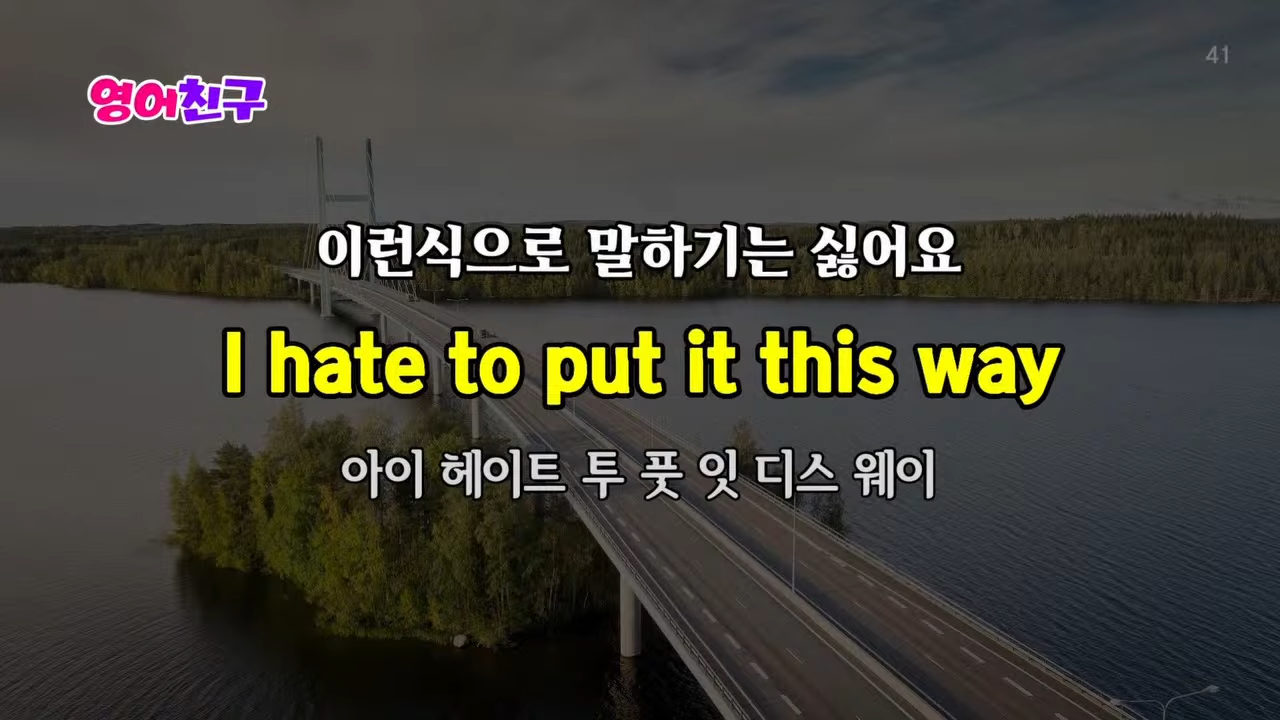 41
영어친구
이런식으로 말하기는 싫어요
I hate to put it this way
아이 헤이트 투 풋 잇 디스 웨이